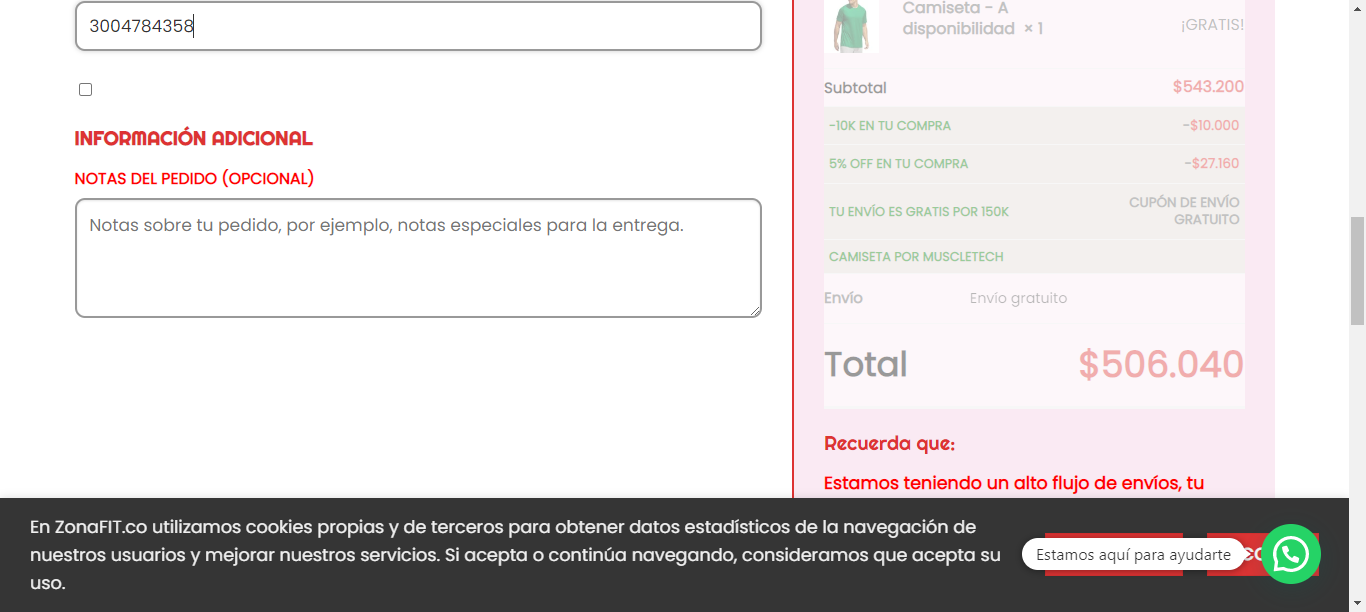 3004784358
INFORMACIÓN ADICIONAL
NOTAS DEL PEDIDO (OPCIONAL)
Notas sobre tu pedido, por ejemplo, notas especiales para la entrega.
Camiseta - A
disponibilidad × 1
¡GRATIS!
Subtotal $543.200
-10K EN TU COMPRA -$10.000
5% OFF EN TU COMPRA -$27.160
TU ENVÍO ES GRATIS POR 150K
CUPÓN DE ENVÍO
GRATUITO
CAMISETA POR MUSCLETECH
Envío Envío gratuito
Total $506.040
Recuerda que:
Estamos teniendo un alto flujo de envíos, tu
En ZonaFIT.co utilizamos cookies propias y de terceros para obtener datos estadísticos de la navegación de
nuestros usuarios y mejorar nuestros servicios. Si acepta o continúa navegando, consideramos que acepta su
uso.
Estamos aquí para ayudarte